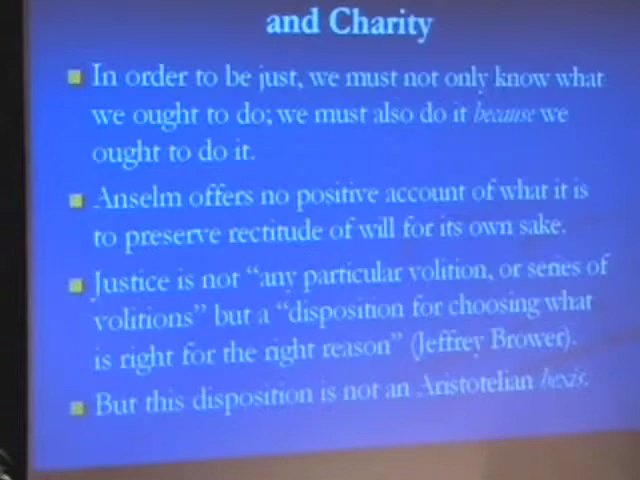 and Charity
In order to be just, we must not only know what
we ought to do; we must also do it because we
ought to do it.
Anselm offers no positive account of what it is
to preserve rectitude of will for its own sake.
Justice is not “any particular volition, or series of
volitions” but a “disposition for choosing what
is right for the right reason” (Jeffrey Brower).
But this disposition is not an Aristotelian hexis.